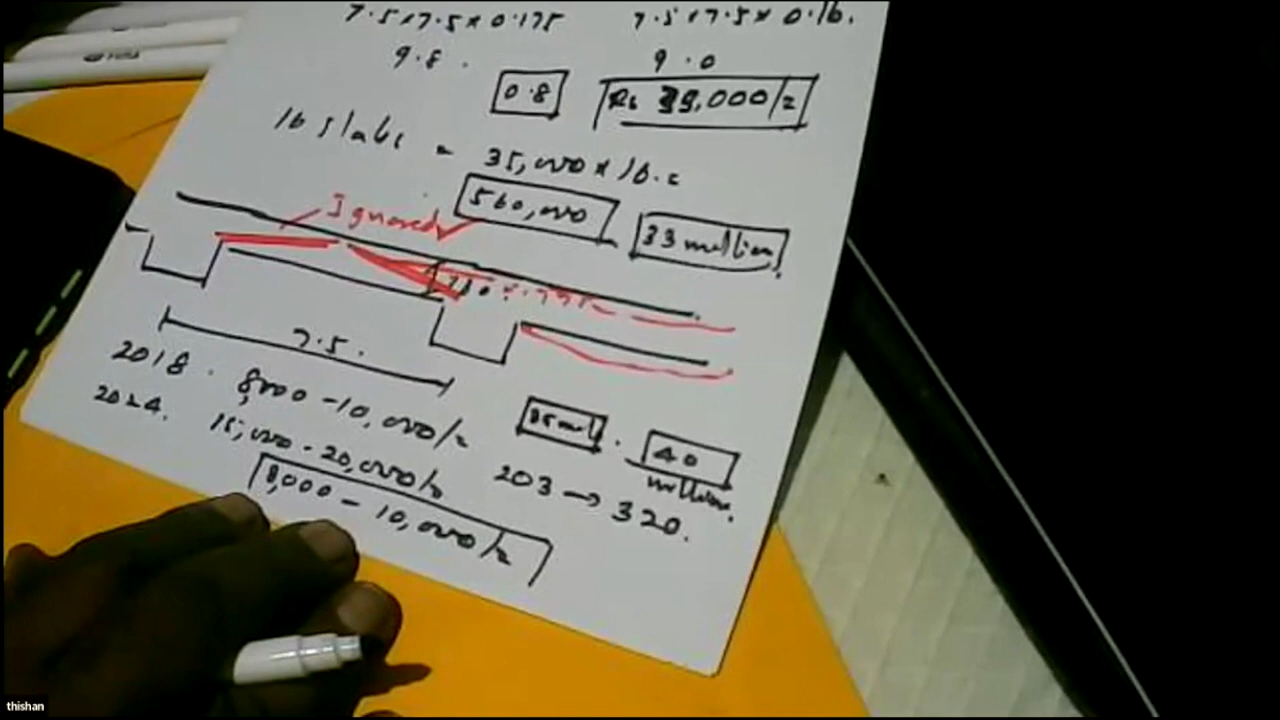 7.5 x 7.5 x 0.175
7.5 x 7.5 x 0.16.
9.8.
9.0
0.8
Rs 35,000/=
16 slabs = 35,000 x 16.=
560,000
33 million
Ignored
7.5.
2018. 8,000 - 10,000/=
2024. 15,000 - 20,000/=
8,000 - 10,000/=
35 mill.
40
million.
203 → 320.
thishan